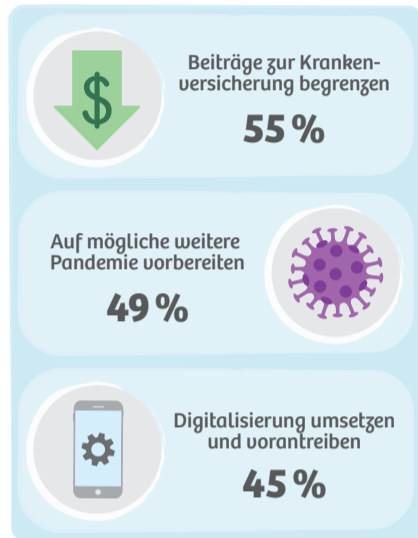 $
Beiträge zur Kranken-
versicherung begrenzen
55 %
Auf mögliche weitere
Pandemie vorbereiten
49 %
Digitalisierung umsetzen
und vorantreiben
45 %